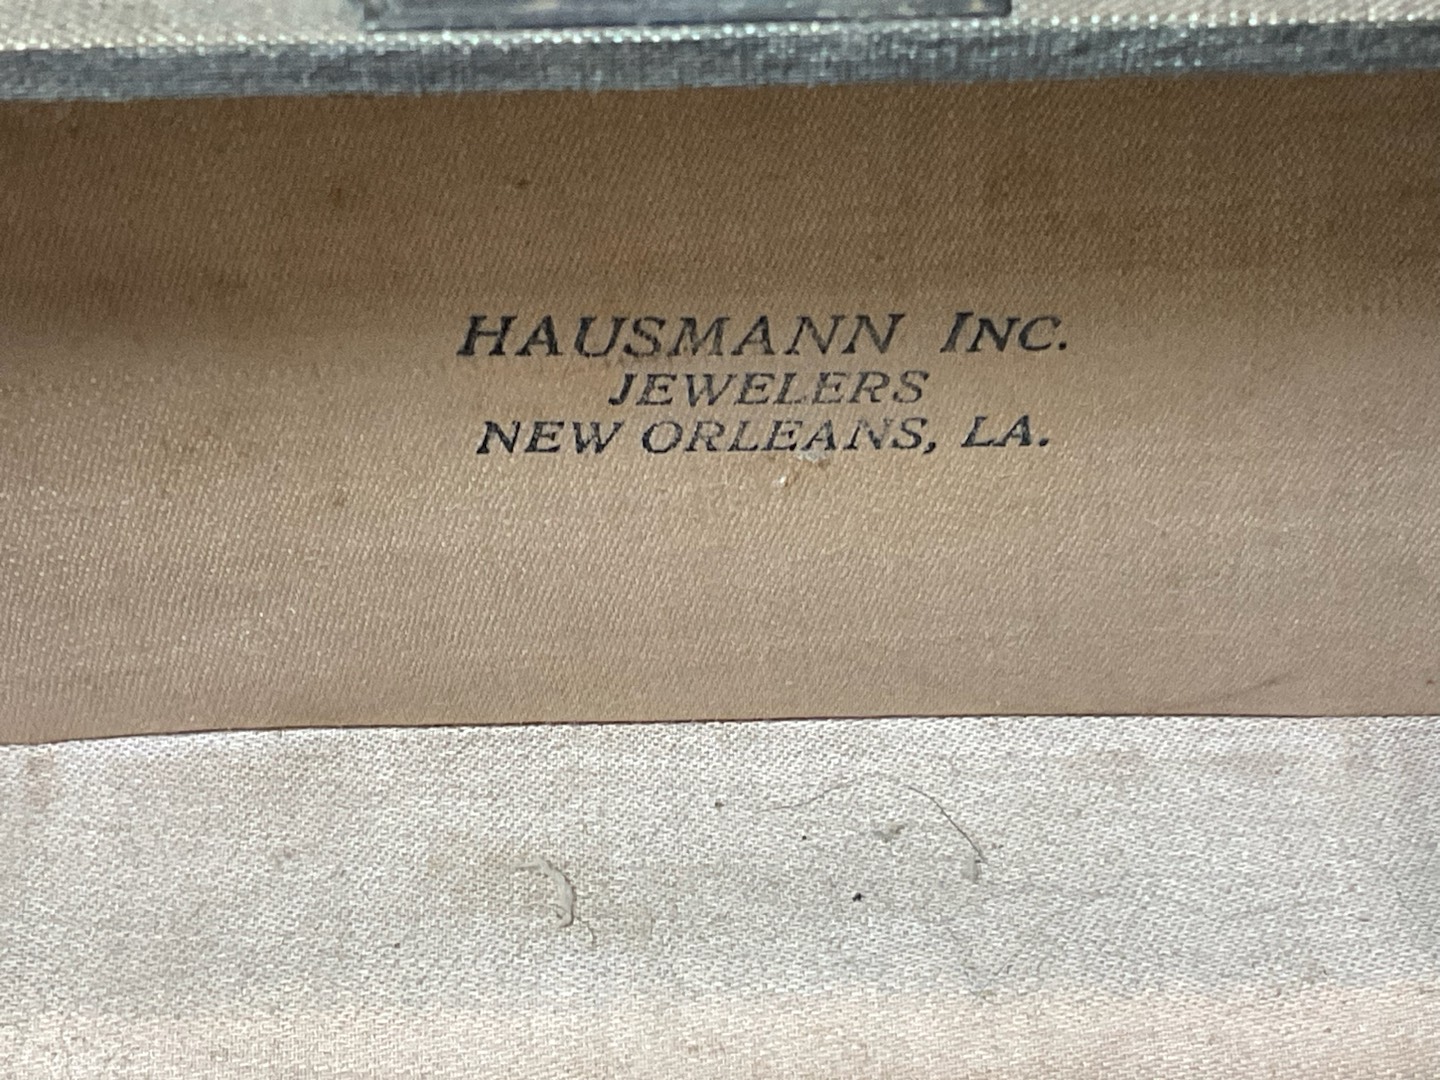 HAUSMANN INC.
JEWELERS
NEW ORLEANS, LA.